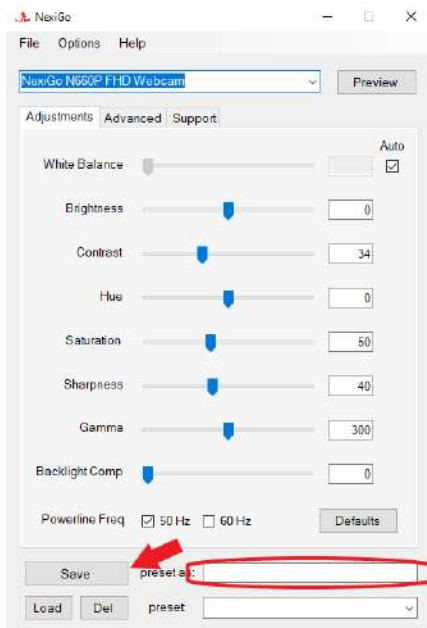 NexiGo
File Options Help
NexiGo N660P FHD Webcam
Preview
Adjustments Advanced Support
Auto
White Balance
Brightness 0
Contrast 34
Hue 0
Saturation 50
Sharpness 40
Gamma 300
Backlight Comp 0
Powerline Freq 50 Hz 60 Hz Defaults
Save preset as:
Load Del preset